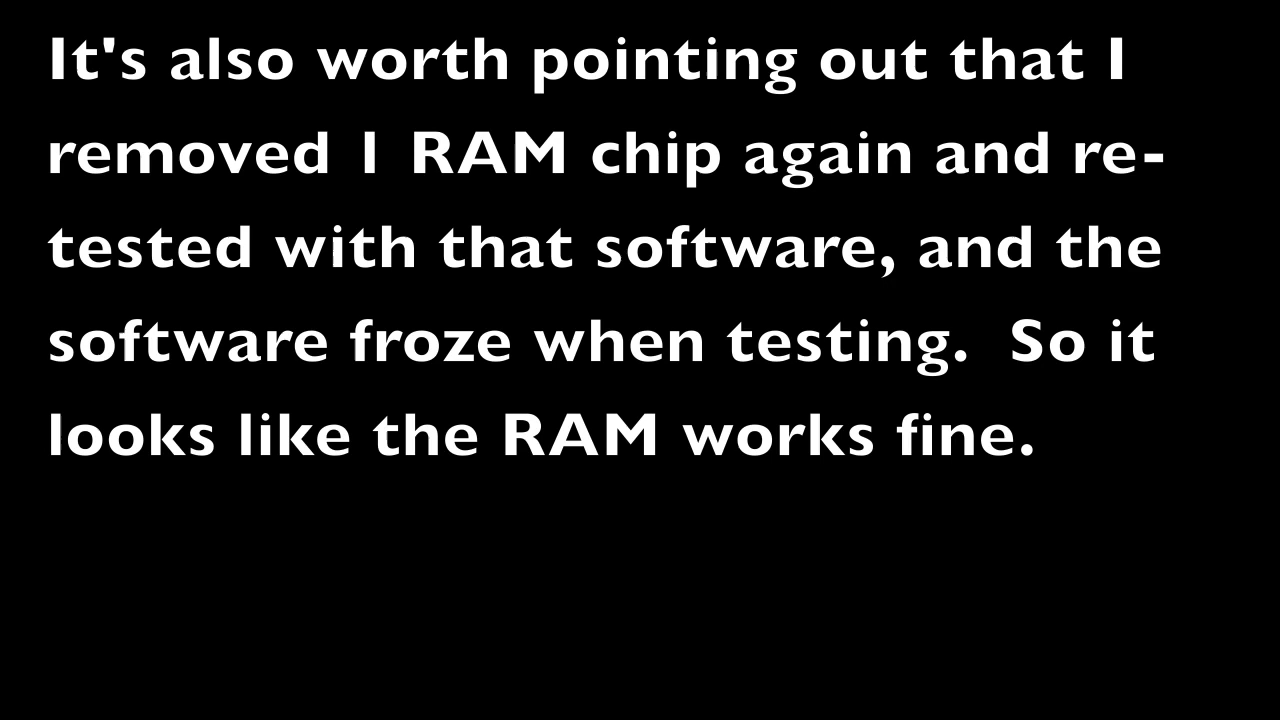 It's also worth pointing out that I
removed 1 RAM chip again and re-
tested with that software, and the
software froze when testing.  So it
looks like the RAM works fine.